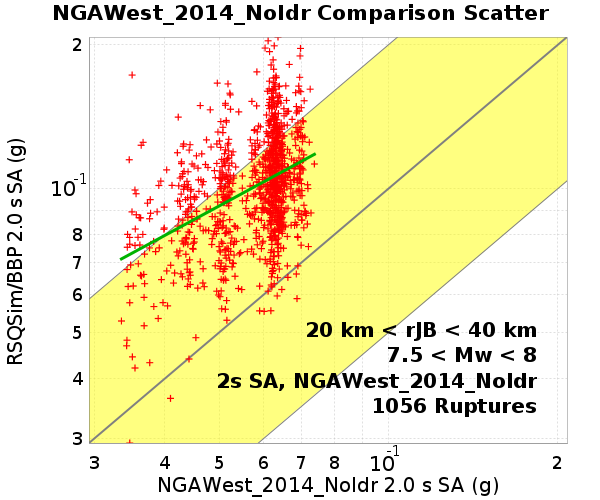 NGAWest_2014_NoIdr Comparison Scatter
RSQSim/BBP 2.0 s SA (g)
2
10-1
8
7
6
5
4
3
20 km < rJB < 40 km
7.5 < Mw < 8
2s SA, NGAWest_2014_NoIdr
1056 Ruptures
3 4 5 6 7 8 10-1 2
NGAWest_2014_NoIdr 2.0 s SA (g)